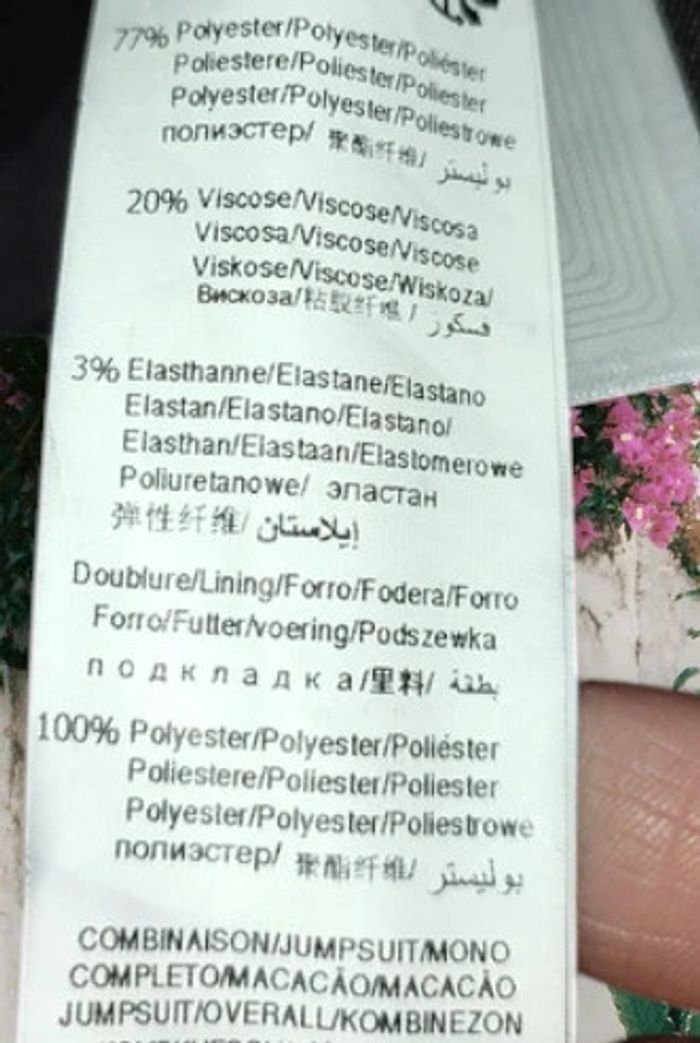 77% Polyester/Polyester/Poliéster
Poliestere/Poliester/Poliester
Polyester/Polyester/Poliestrowe
полиэстер/ 聚酯纤维/ بوليستر
20% Viscose/Viscose/Viscosa
Viscosa/Viscose/Viscose
Viskose/Viscose/Wiskoza/
Вискоза/粘胶纤维 / فسكوز
3% Elasthanne/Elastane/Elastano
Elastan/Elastano/Elastano/
Elasthan/Elastaan/Elastomerowe
Poliuretanowe/ эластан
弹性纤维/ إيلاستان
Doublure/Lining/Forro/Fodera/Forro
Forro/Futter/voering/Podszewka
п о д к л а д к а/里料/ بطنة
100% Polyester/Polyester/Poliéster
Poliestere/Poliester/Poliester
Polyester/Polyester/Poliestrowe
полиэстер/ 聚酯纤维/ بوليستر
COMBINAISON/JUMPSUIT/MONO
COMPLETO/MACACÃO/MACACÃO
JUMPSUIT/OVERALL/KOMBINEZON